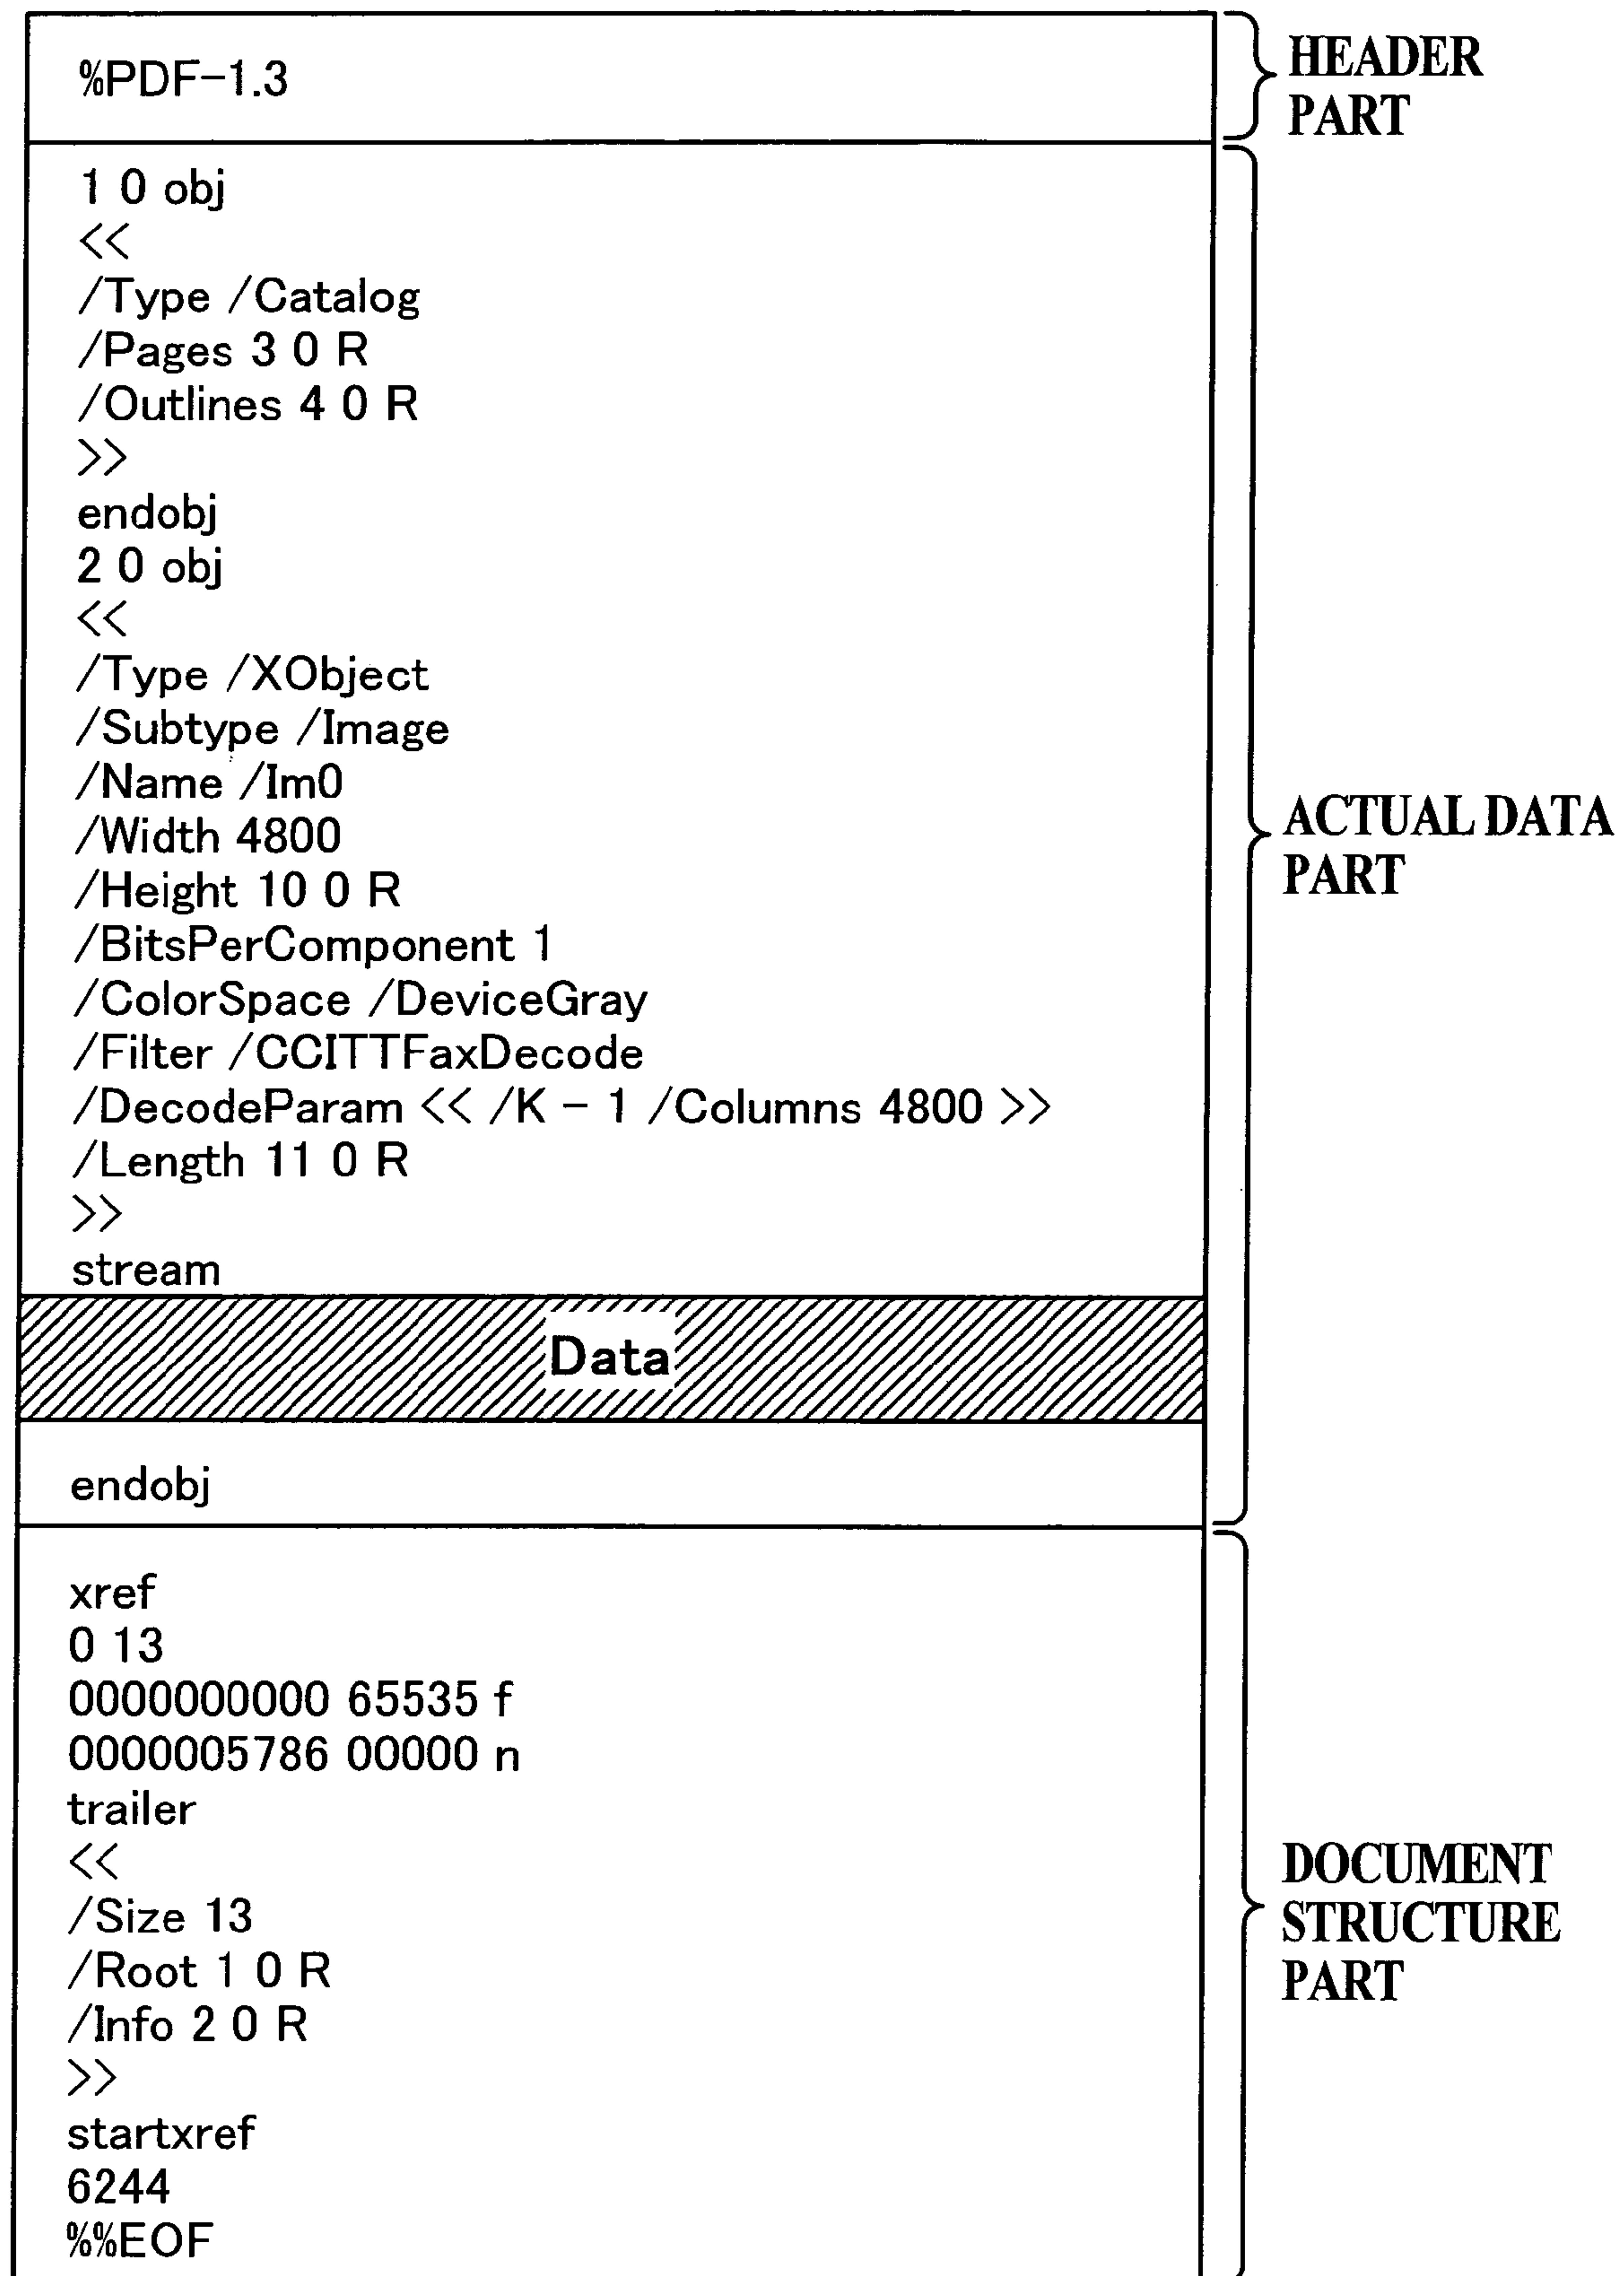 %PDF-1.3
HEADER
PART
1 0 obj
<<
/Type /Catalog
/Pages 3 0 R
/Outlines 4 0 R
>>
endobj
2 0 obj
<<
/Type /XObject
/Subtype /Image
/Name /Im0
/Width 4800
/Height 10 0 R
/BitsPerComponent 1
/ColorSpace /DeviceGray
/Filter /CCITTFaxDecode
/DecodeParam << /K - 1 /Columns 4800 >>
/Length 11 0 R
>>
stream
Data
endobj
ACTUAL DATA
PART
xref
0 13
0000000000 65535 f
0000005786 00000 n
trailer
<<
/Size 13
/Root 1 0 R
/Info 2 0 R
>>
startxref
6244
%%EOF
DOCUMENT
STRUCTURE
PART